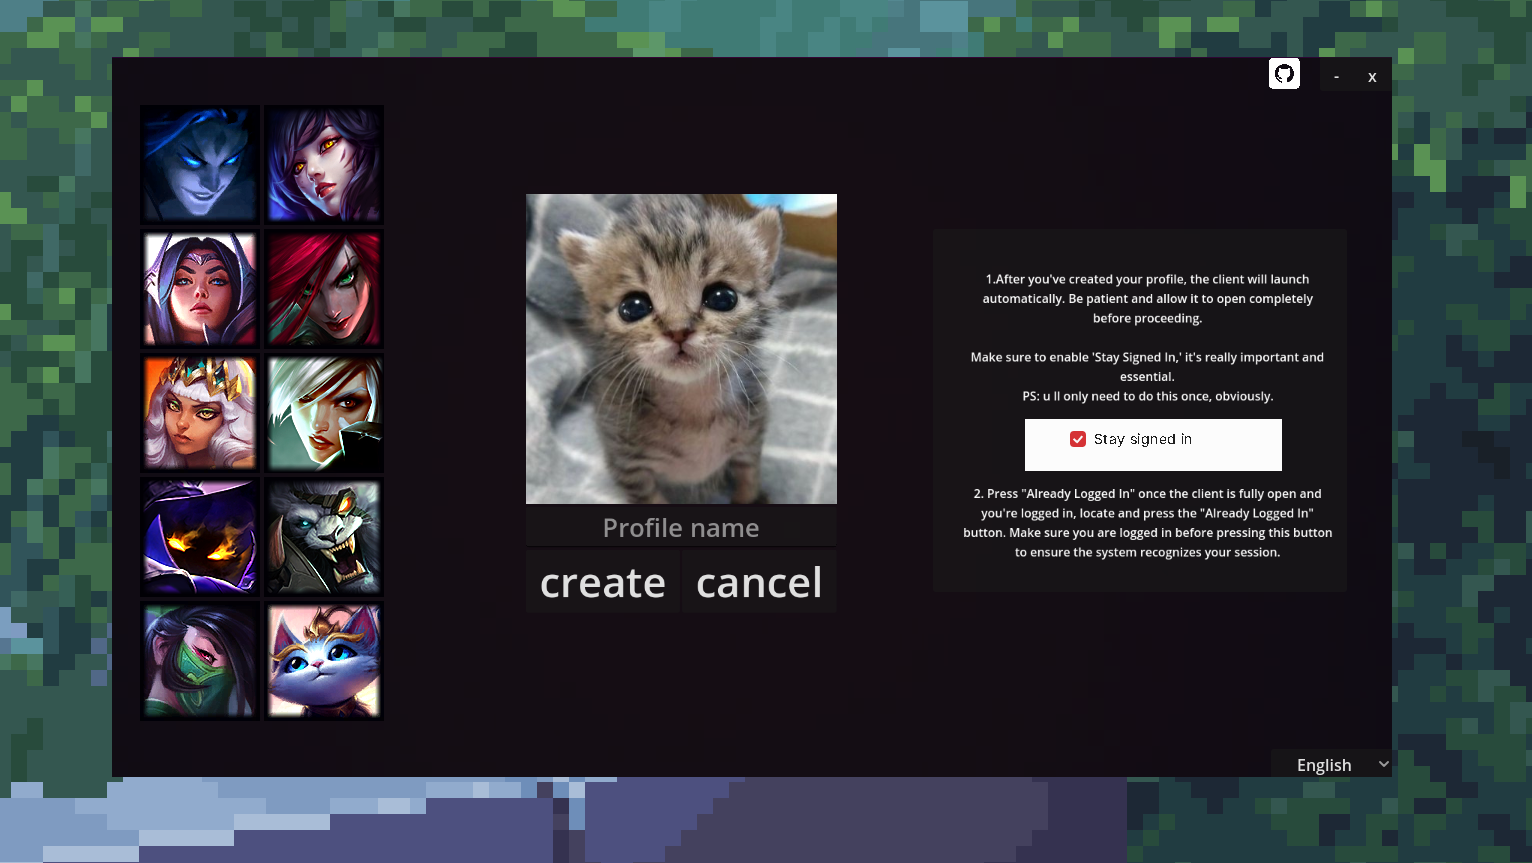 - x
Profile name
create cancel
1.After you've created your profile, the client will launch
automatically. Be patient and allow it to open completely
before proceeding.
Make sure to enable 'Stay Signed In,' it's really important and
essential.
PS: u ll only need to do this once, obviously.
Stay signed in
2. Press "Already Logged In" once the client is fully open and
you're logged in, locate and press the "Already Logged In"
button. Make sure you are logged in before pressing this button
to ensure the system recognizes your session.
English